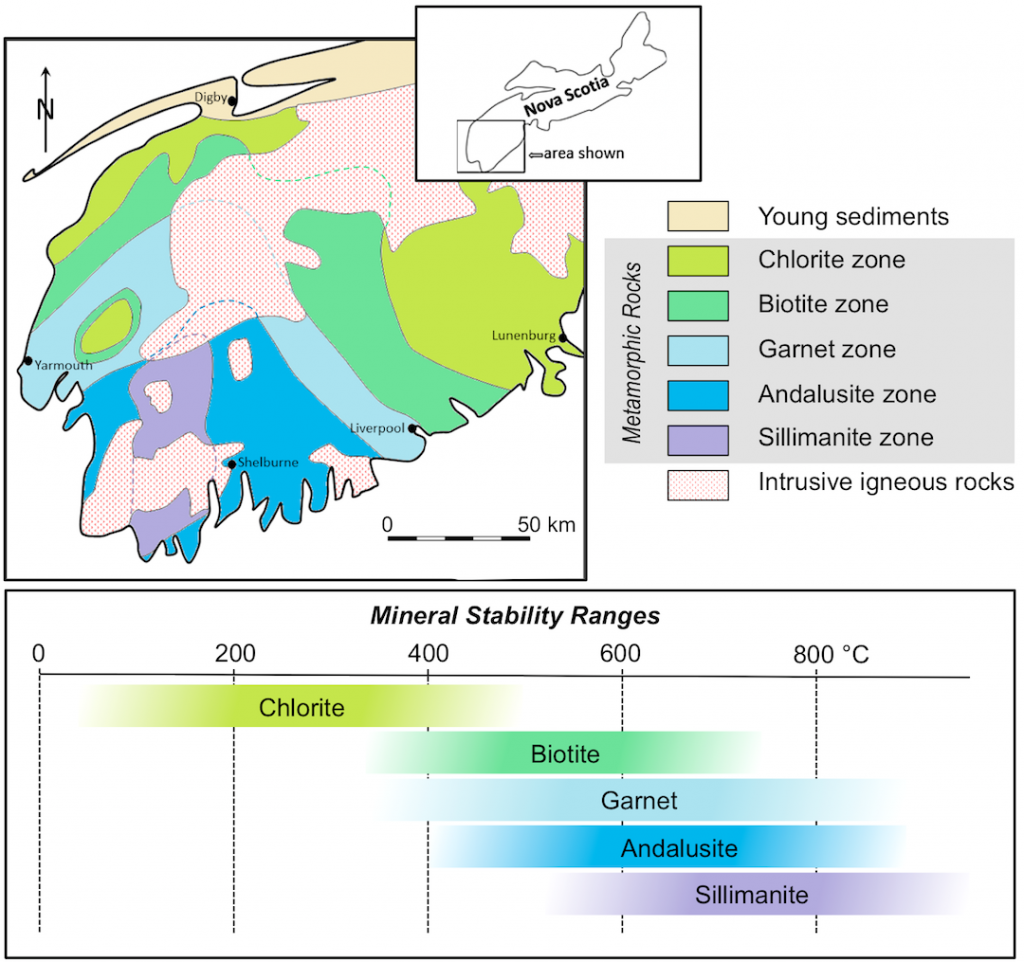 N
Digby
Nova Scotia
⇐area shown
Lunenburg
Yarmouth
Liverpool
Shelburne
0 50 km
Metamorphic Rocks
Young sediments
Chlorite zone
Biotite zone
Garnet zone
Andalusite zone
Sillimanite zone
Intrusive igneous rocks
Mineral Stability Ranges
0 200 400 600 800 °C
Chlorite
Biotite
Garnet
Andalusite
Sillimanite